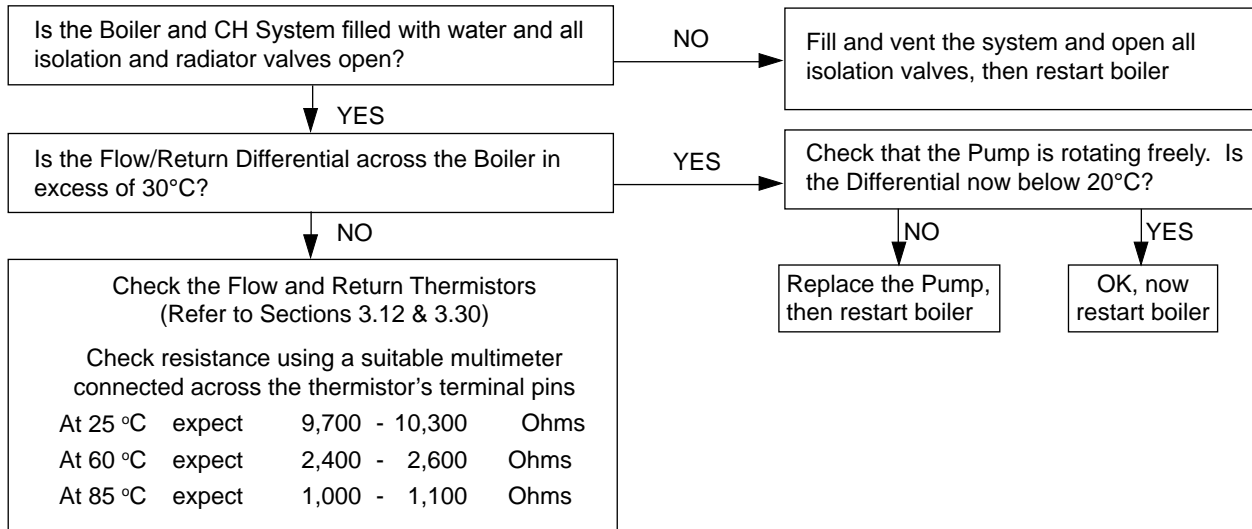 Is the Boiler and CH System filled with water and all
isolation and radiator valves open?
NO
Fill and vent the system and open all
isolation valves, then restart boiler
YES
Is the Flow/Return Differential across the Boiler in
excess of 30°C?
YES
Check that the Pump is rotating freely.  Is
the Differential now below 20°C?
NO
NO
YES
Replace the Pump,
then restart boiler
OK, now
restart boiler
Check the Flow and Return Thermistors
(Refer to Sections 3.12 & 3.30)
Check resistance using a suitable multimeter
connected across the thermistor’s terminal pins
At 25 °C expect 9,700 - 10,300 Ohms
At 60 °C expect 2,400 - 2,600 Ohms
At 85 °C expect 1,000 - 1,100 Ohms